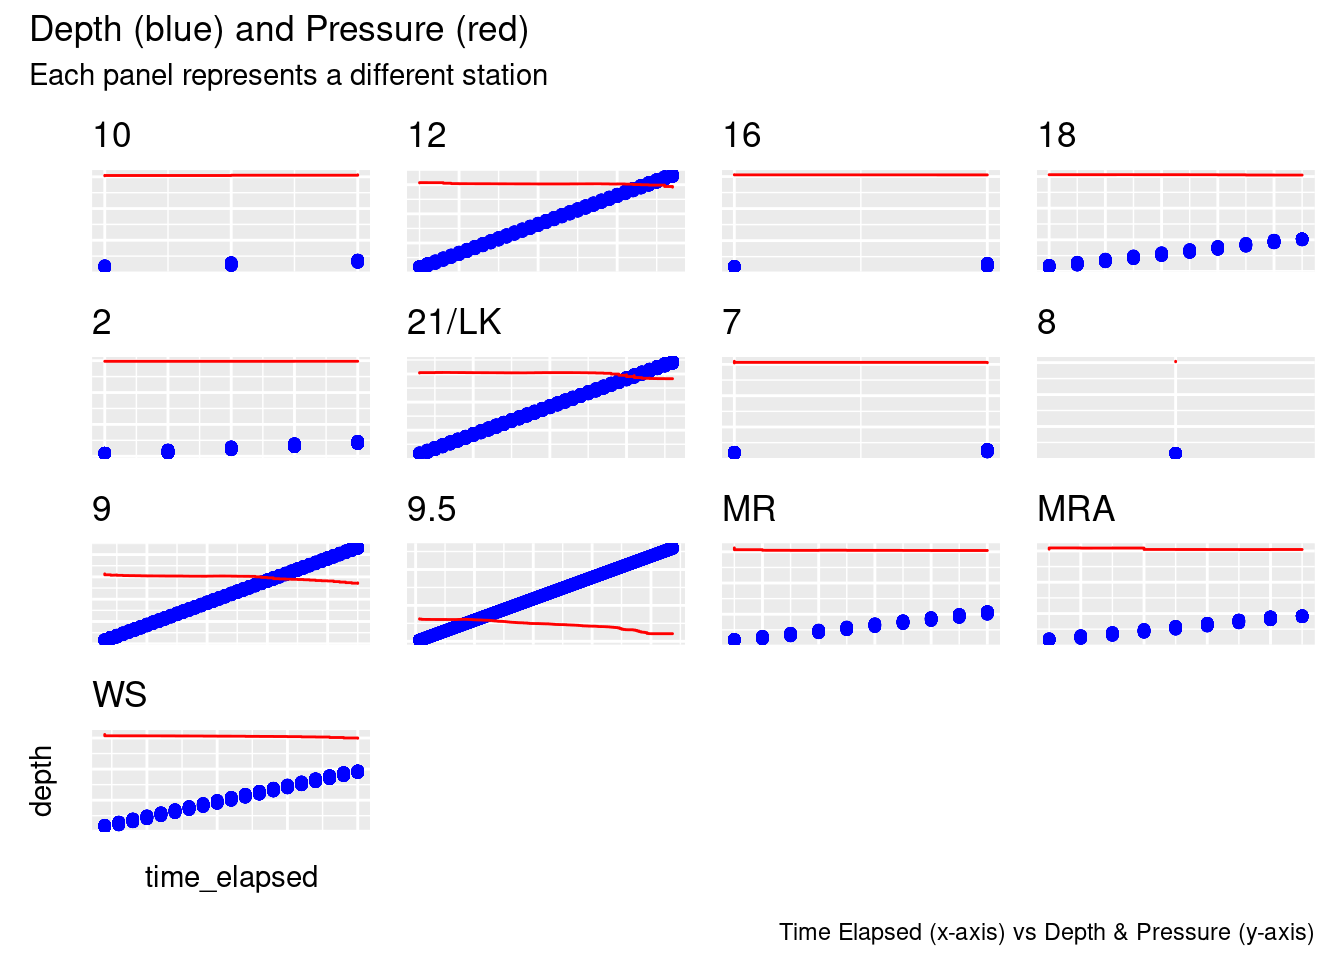 Depth (blue) and Pressure (red)
Each panel represents a different station
10
12
16
18
2
21/LK
7
8
9
9.5
MR
MRA
WS
depth
time_elapsed
Time Elapsed (x-axis) vs Depth & Pressure (y-axis)